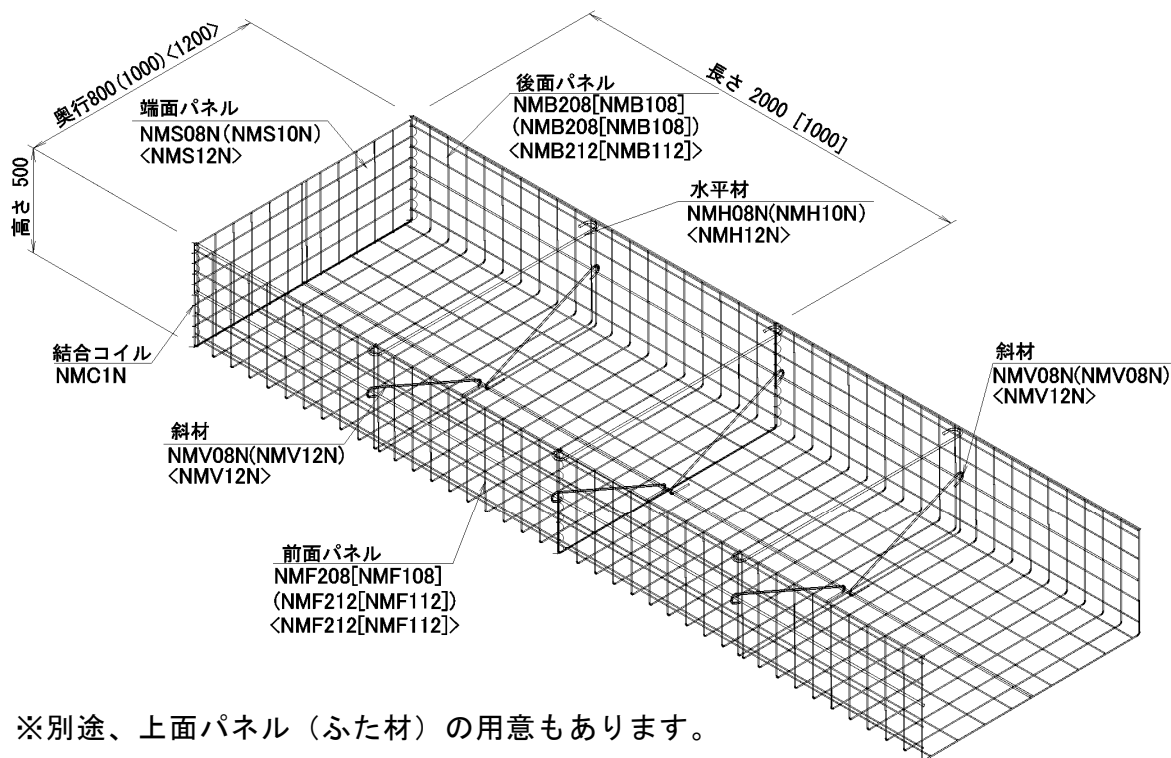 奥行800(1000)<1200>
長さ 2000 [1000]
高さ 500
端面パネル
NMS08N(NMS10N)
<NMS12N>
後面パネル
NMB208[NMB108]
(NMB208[NMB108])
<NMB212[NMB112]>
水平材
NMH08N(NMH10N)
<NMH12N>
結合コイル
NMC1N
斜材
NMV08N(NMV08N)
<NMV12N>
斜材
NMV08N(NMV12N)
<NMV12N>
前面パネル
NMF208[NMF108]
(NMF212[NMF112])
<NMF212[NMF112]>
※別途、上面パネル（ふた材）の用意もあります。